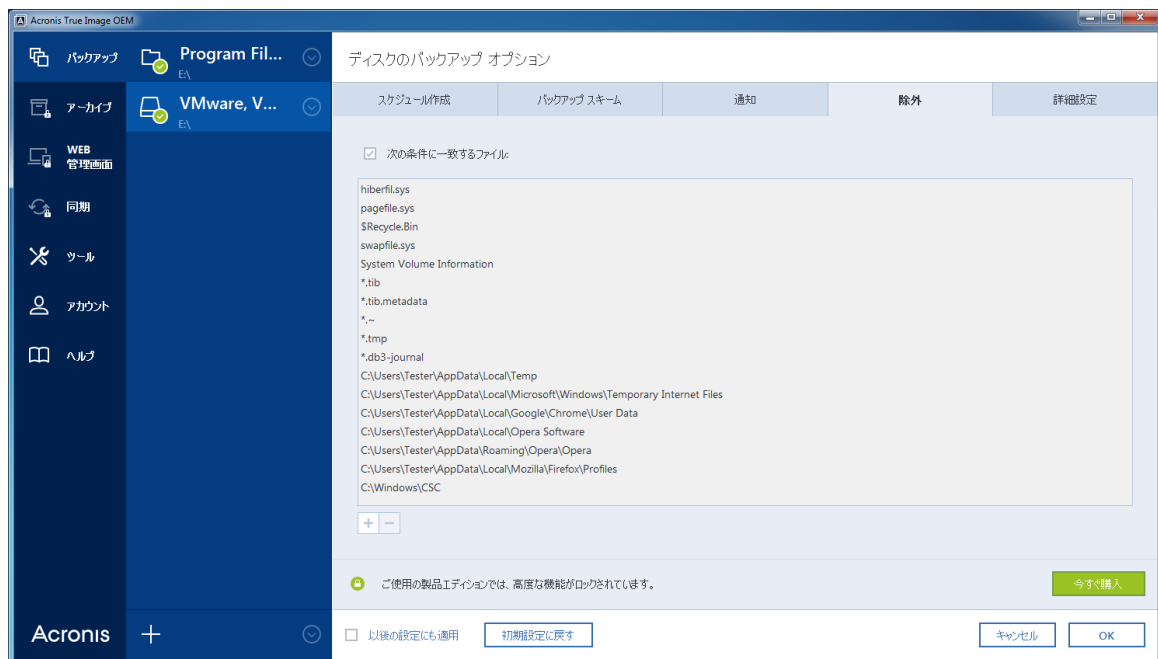 Acronis True Image OEM
バックアップ
Program Fil...
E:\
ディスクのバックアップ オプション
アーカイブ
VMware, V...
E:\
スケジュール作成
バックアップ スキーム
通知
除外
詳細設定
WEB
管理画面
次の条件に一致するファイル:
同期
ツール
アカウント
ヘルプ
hiberfil.sys
pagefile.sys
$Recycle.Bin
swapfile.sys
System Volume Information
*.tib
*.tib.metadata
*.~
*.tmp
*.db3-journal
C:\Users\Tester\AppData\Local\Temp
C:\Users\Tester\AppData\Local\Microsoft\Windows\Temporary Internet Files
C:\Users\Tester\AppData\Local\Google\Chrome\User Data
C:\Users\Tester\AppData\Local\Opera Software
C:\Users\Tester\AppData\Roaming\Opera\Opera
C:\Users\Tester\AppData\Local\Mozilla\Firefox\Profiles
C:\Windows\CSC
ご使用の製品エディションでは、高度な機能がロックされています。
今すぐ購入
Acronis
以後の設定にも適用
初期設定に戻す
キャンセル
OK